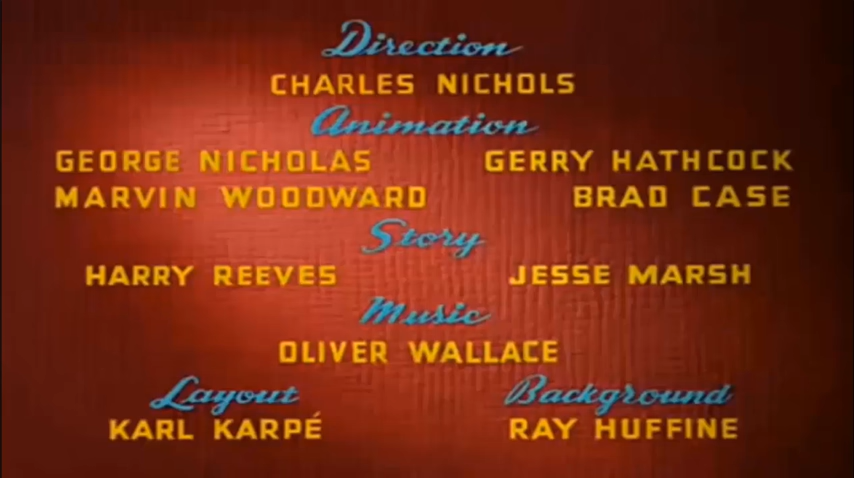 Direction
CHARLES NICHOLS
Animation
GEORGE NICHOLAS GERRY HATHCOCK
MARVIN WOODWARD BRAD CASE
Story
HARRY REEVES JESSE MARSH
Music
OLIVER WALLACE
Layout Background
KARL KARPÉ RAY HUFFINE